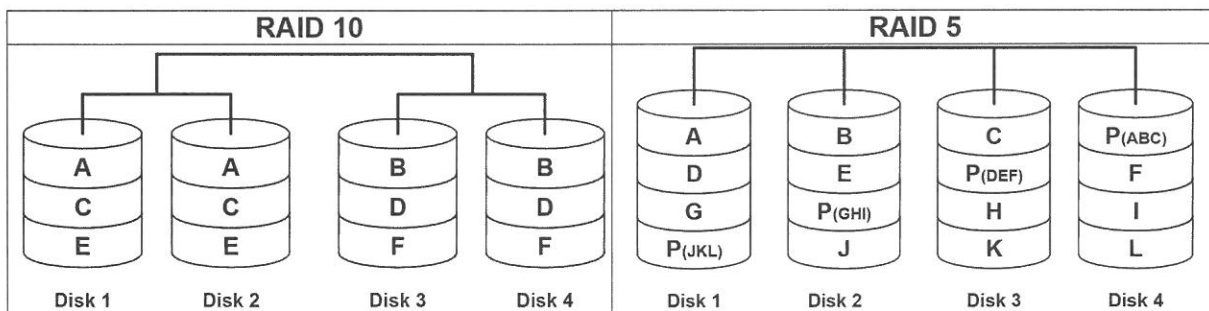 RAID 10
A A B B
C C D D
E E F F
Disk 1 Disk 2 Disk 3 Disk 4
RAID 5
A B C P(ABC)
D E P(DEF) F
G P(GHI) H I
P(JKL) J K L
Disk 1 Disk 2 Disk 3 Disk 4